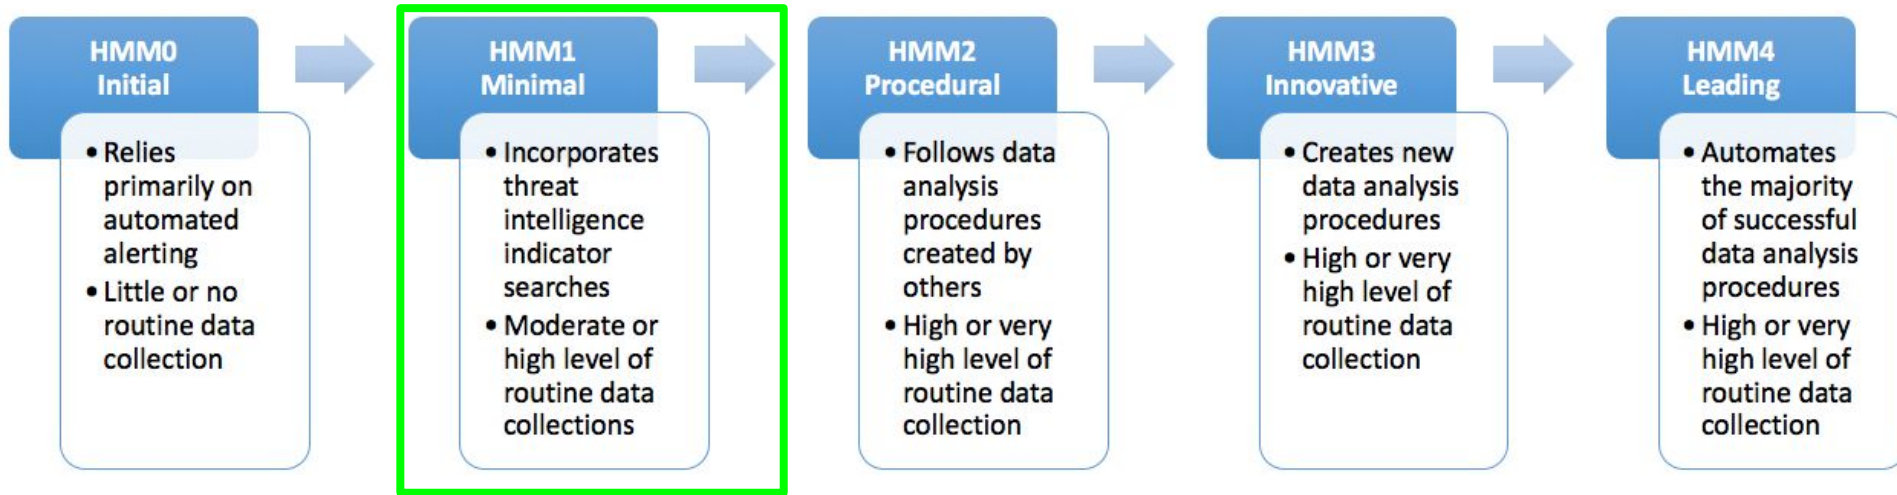 HMM0
Initial
• Relies
primarily on
automated
alerting
• Little or no
routine data
collection
HMM1
Minimal
• Incorporates
threat
intelligence
indicator
searches
• Moderate or
high level of
routine data
collections
HMM2
Procedural
• Follows data
analysis
procedures
created by
others
• High or very
high level of
routine data
collection
HMM3
Innovative
• Creates new
data analysis
procedures
• High or very
high level of
routine data
collection
HMM4
Leading
• Automates
the majority
of successful
data analysis
procedures
• High or very
high level of
routine data
collection